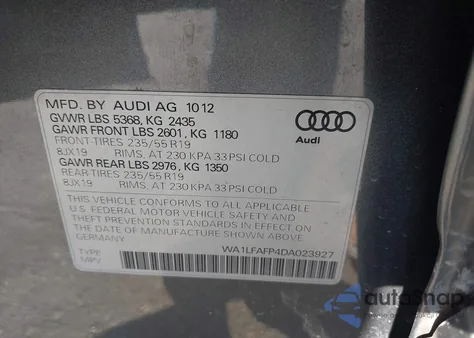 MFD. BY AUDI AG 1012
GVWR LBS 5368, KG 2435
GAWR FRONT LBS 2601, KG 1180
FRONT-TIRES 235/55 R19
8JX19 RIMS, AT 230 KPA 33 PSI COLD
GAWR REAR LBS 2976, KG 1350
REAR TIRES 235/55 R19
8JX19 RIMS, AT 230 KPA 33 PSI COLD
THIS VEHICLE CONFORMS TO ALL APPLICABLE
U.S. FEDERAL MOTOR VEHICLE SAFETY AND
THEFT PREVENTION STANDARDS IN EFFECT ON
THE DATE OF MANUFACTURE SHOWN ABOVE
GERMANY
WA1LFAFP4DA023927
TYPE
MPV
Audi
autoSnap